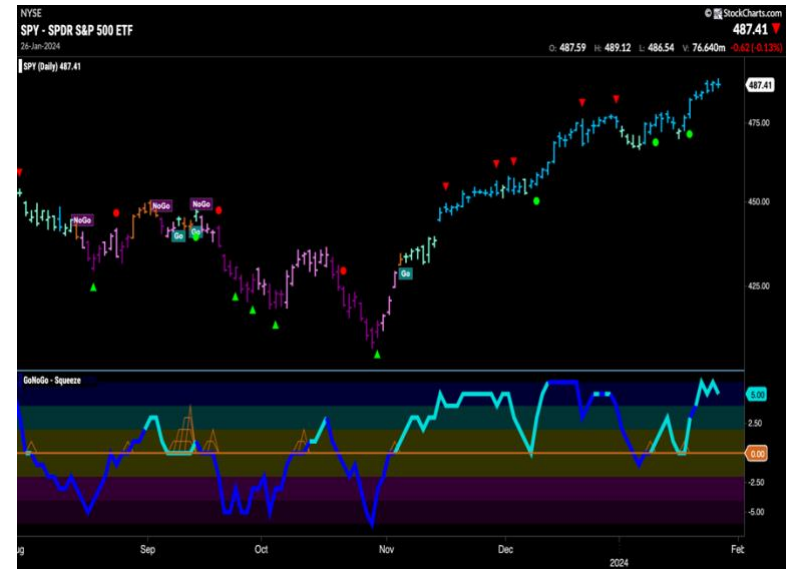 NYSE
© StockCharts.com
SPY - SPDR S&P 500 ETF
487.41
26-Jan-2024
O: 487.59 H: 489.12 L: 486.54 V: 76.640m -0.62 (-0.13%)
SPY (Daily) 487.41
487.41
475.00
450.00
425.00
NoGo
NoGo
NoGo
Go
Go
Go
GoNoGo - Squeeze
5.00
2.50
0.00
-2.50
-5.00
ug Sep Oct Nov Dec 2024 Feb